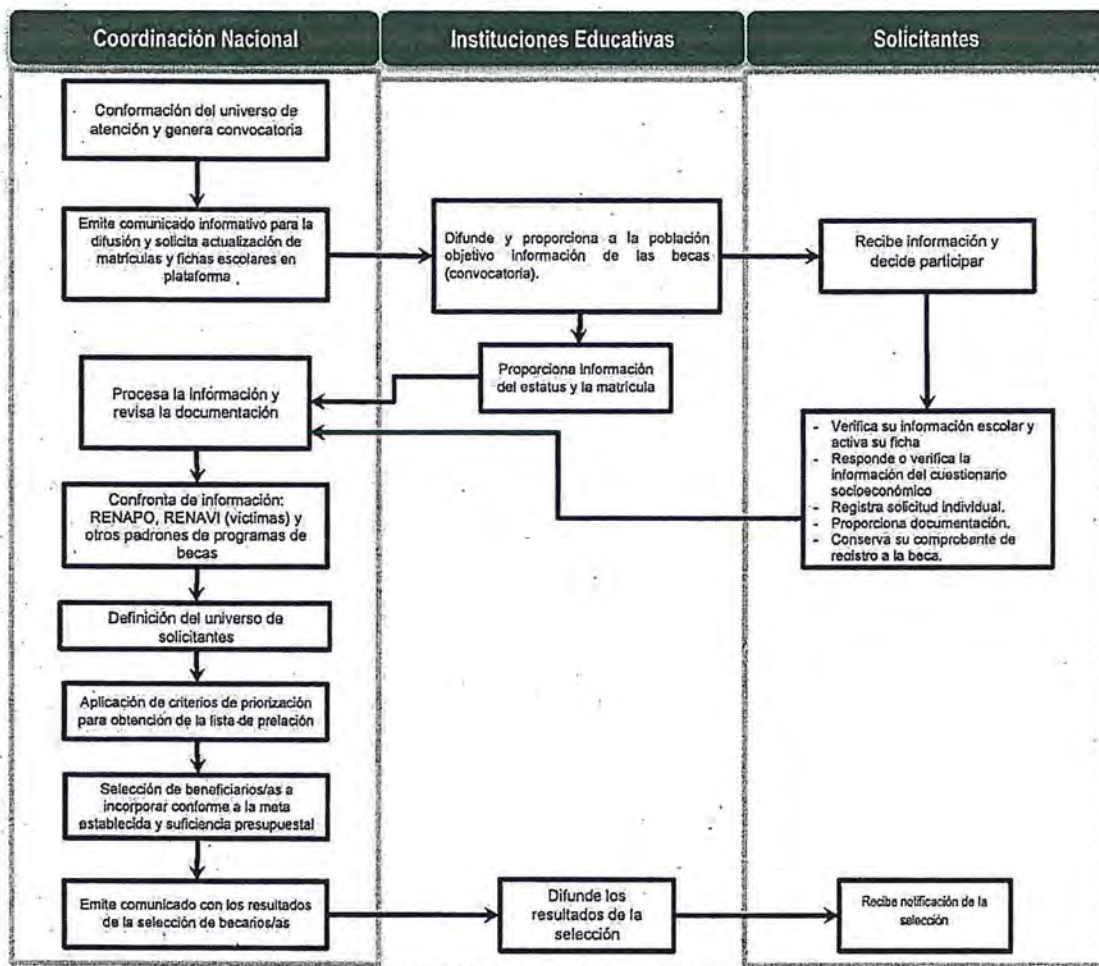 Coordinación Nacional
Instituciones Educativas
Solicitantes
Conformación del universo de
atención y genera convocatoria
Emite comunicado informativo para la
difusión y solicita actualización de
matrículas y fichas escolares en
plataforma
Difunde y proporciona a la población
objetivo información de las becas
(convocatoria).
Recibe información y
decide participar
Proporciona información
del estatus y la matrícula
Procesa la información y
revisa la documentación
- Verifica su información escolar y
activa su ficha
- Responde o verifica la
información del cuestionario
socioeconómico
- Registra solicitud individual.
- Proporciona documentación.
- Conserva su comprobante de
registro a la beca.
Confronta de información:
RENAPO, RENAVI (víctimas) y
otros padrones de programas de
becas
Definición del universo de
solicitantes
Aplicación de criterios de priorización
para obtención de la lista de prelación
Selección de beneficiarios/as a
incorporar conforme a la meta
establecida y suficiencia presupuestal
Emite comunicado con los resultados
de la selección de becarios/as
Difunde los
resultados de la
selección
Recibe notificación de la
selección